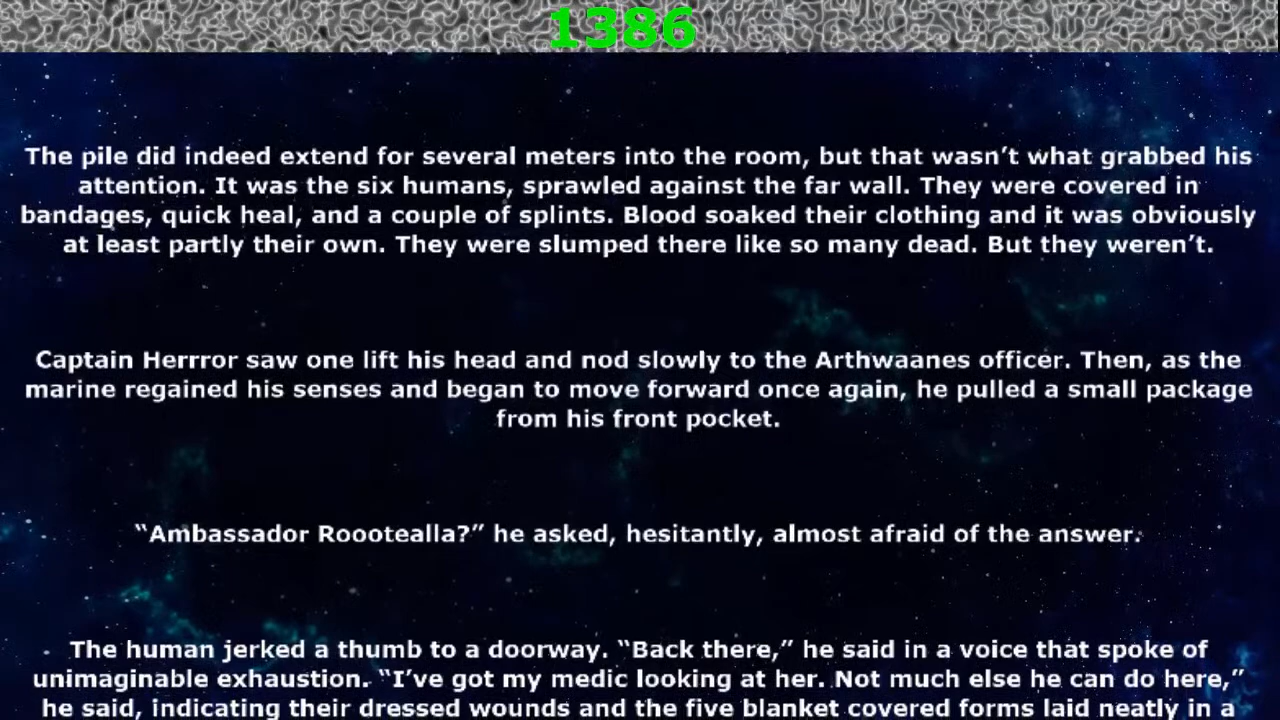 1386
The pile did indeed extend for several meters into the room, but that wasn’t what grabbed his
attention. It was the six humans, sprawled against the far wall. They were covered in
bandages, quick heal, and a couple of splints. Blood soaked their clothing and it was obviously
at least partly their own. They were slumped there like so many dead. But they weren’t.
Captain Herrror saw one lift his head and nod slowly to the Arthwaanes officer. Then, as the
marine regained his senses and began to move forward once again, he pulled a small package
from his front pocket.
“Ambassador Roootealla?” he asked, hesitantly, almost afraid of the answer.
The human jerked a thumb to a doorway. “Back there,” he said in a voice that spoke of
unimaginable exhaustion. “I’ve got my medic looking at her. Not much else he can do here,”
he said, indicating their dressed wounds and the five blanket covered forms laid neatly in a